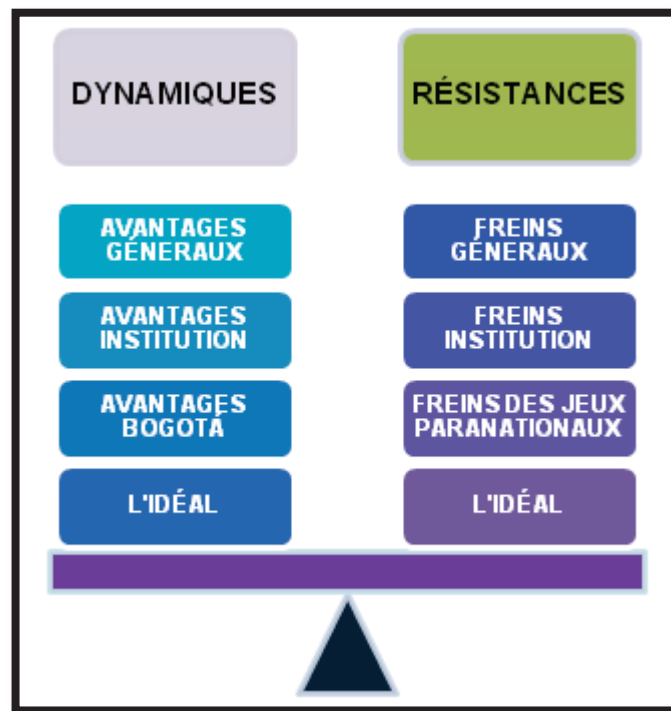 DYNAMIQUES
RÉSISTANCES
AVANTAGES
GÉNERAUX
FREINS
GÉNERAUX
AVANTAGES
INSTITUTION
FREINS
INSTITUTION
AVANTAGES
BOGOTÁ
FREINS DES JEUX
PARANATIONAUX
L'IDÉAL
L'IDÉAL